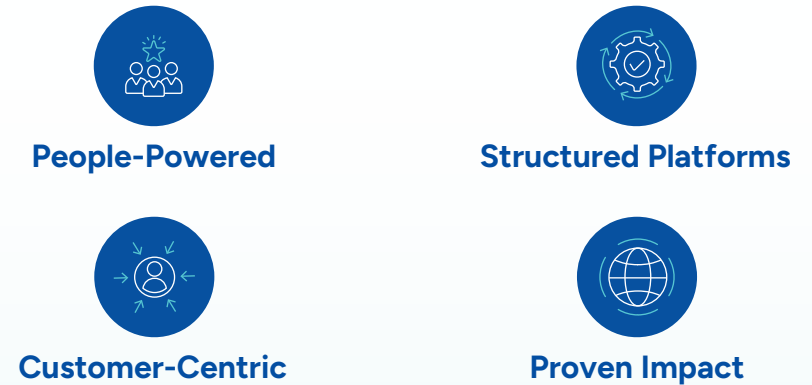 People-Powered
Structured Platforms
Customer-Centric
Proven Impact